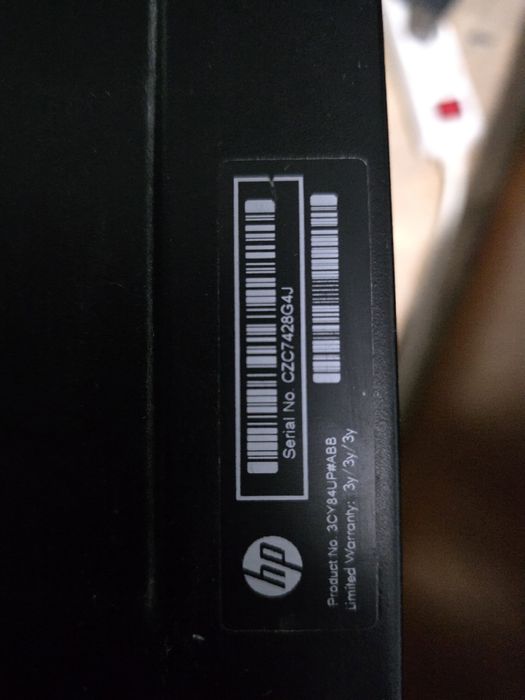 hp
Serial No. CZC7428G4J
Product No. 3CY84UP#ABB
Limited Warranty: 3y/3y/3y